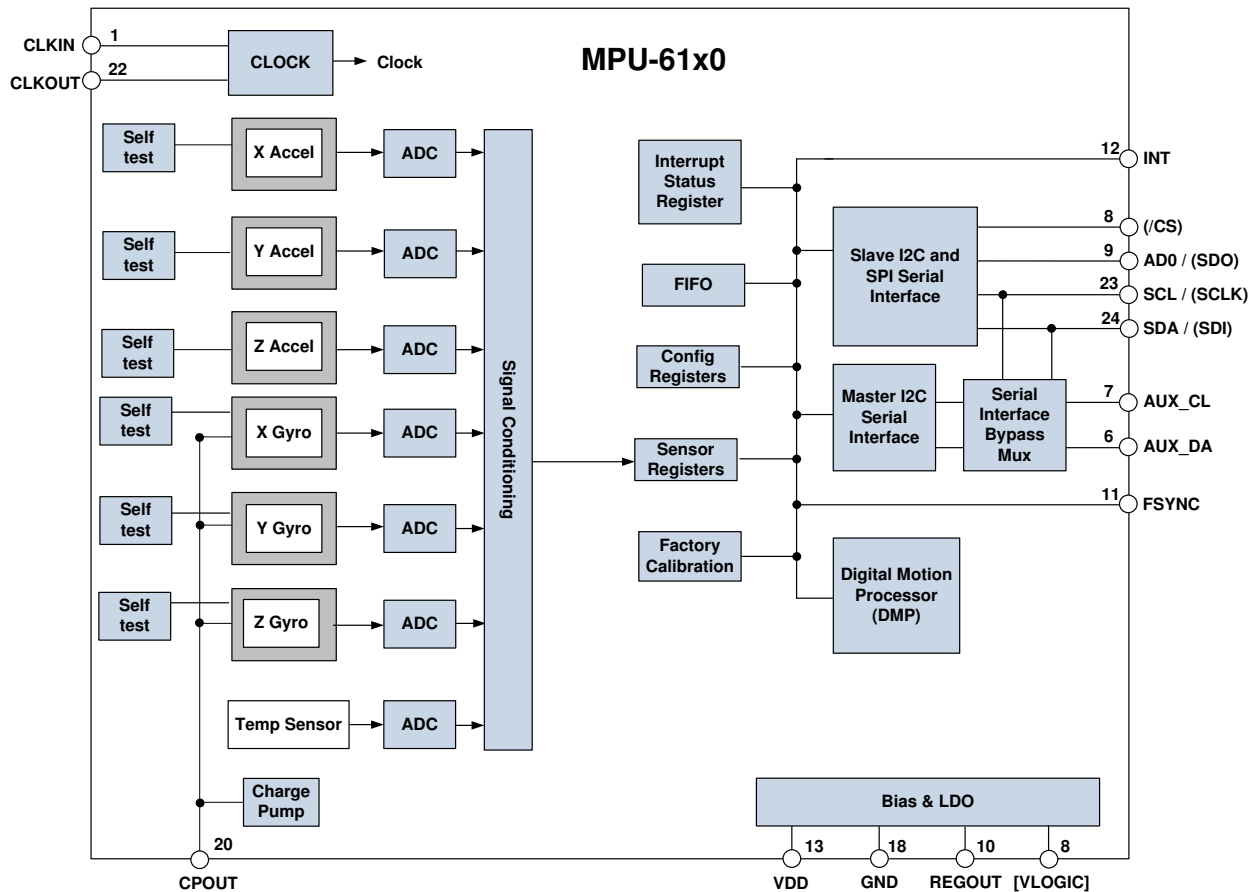 MPU-61x0
CLKIN
1
CLKOUT
22
CLOCK
Clock
Self
test
X Accel
ADC
Self
test
Y Accel
ADC
Self
test
Z Accel
ADC
Self
test
X Gyro
ADC
Self
test
Y Gyro
ADC
Self
test
Z Gyro
ADC
Temp Sensor
ADC
Charge
Pump
20
CPOUT
Signal Conditioning
Interrupt
Status
Register
FIFO
Config
Registers
Sensor
Registers
Factory
Calibration
Slave I2C and
SPI Serial
Interface
Master I2C
Serial
Interface
Serial
Interface
Bypass
Mux
Digital Motion
Processor
(DMP)
12
INT
8
(/CS)
9
AD0 / (SDO)
23
SCL / (SCLK)
24
SDA / (SDI)
7
AUX_CL
6
AUX_DA
11
FSYNC
Bias & LDO
13
18
10
8
VDD
GND
REGOUT
[VLOGIC]